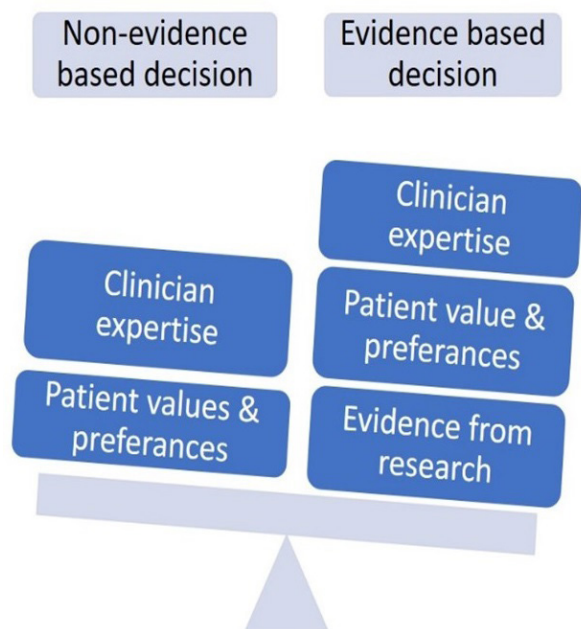 Non-evidence
based decision
Evidence based
decision
Clinician
expertise
Patient values &
preferances
Clinician
expertise
Patient value &
preferances
Evidence from
research